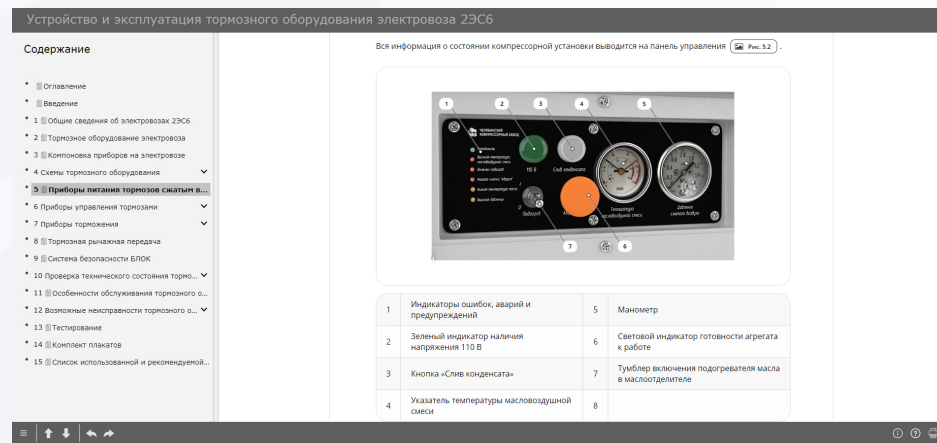 Устройство и эксплуатация тормозного оборудования электровоза 2ЭС6
Содержание
Оглавление
Введение
1 Общие сведения об электровозах 2ЭС6
2 Тормозное оборудование электровоза
3 Компоновка приборов на электровозе
4 Схемы тормозного оборудования
5 Приборы питания тормозов сжатым в...
6 Приборы управления тормозами
7 Приборы торможения
8 Тормозная рычажная передача
9 Система безопасности БЛОК
10 Проверка технического состояния тормо...
11 Особенности обслуживания тормозного о...
12 Возможные неисправности тормозного о...
13 Тестирование
14 Комплект плакатов
15 Список использованной и рекомендуемой...
Вся информация о состоянии компрессорной установки выводится на панель управления Рис. 5.2 .
1 2 3 4 5
ЧЕЛЯБИНСКИЙ
КОМПРЕССОРНЫЙ ЗАВОД
110 В
Слив конденсата
Подогрев
Температура
масловоздушной смеси
Давление
сжатого воздуха
7 6
1 Индикаторы ошибок, аварий и предупреждений 5 Манометр
2 Зеленый индикатор наличия напряжения 110 В 6 Световой индикатор готовности агрегата к работе
3 Кнопка «Слив конденсата» 7 Тумблер включения подогревателя масла в маслоотделителе
4 Указатель температуры масловоздушной смеси 8